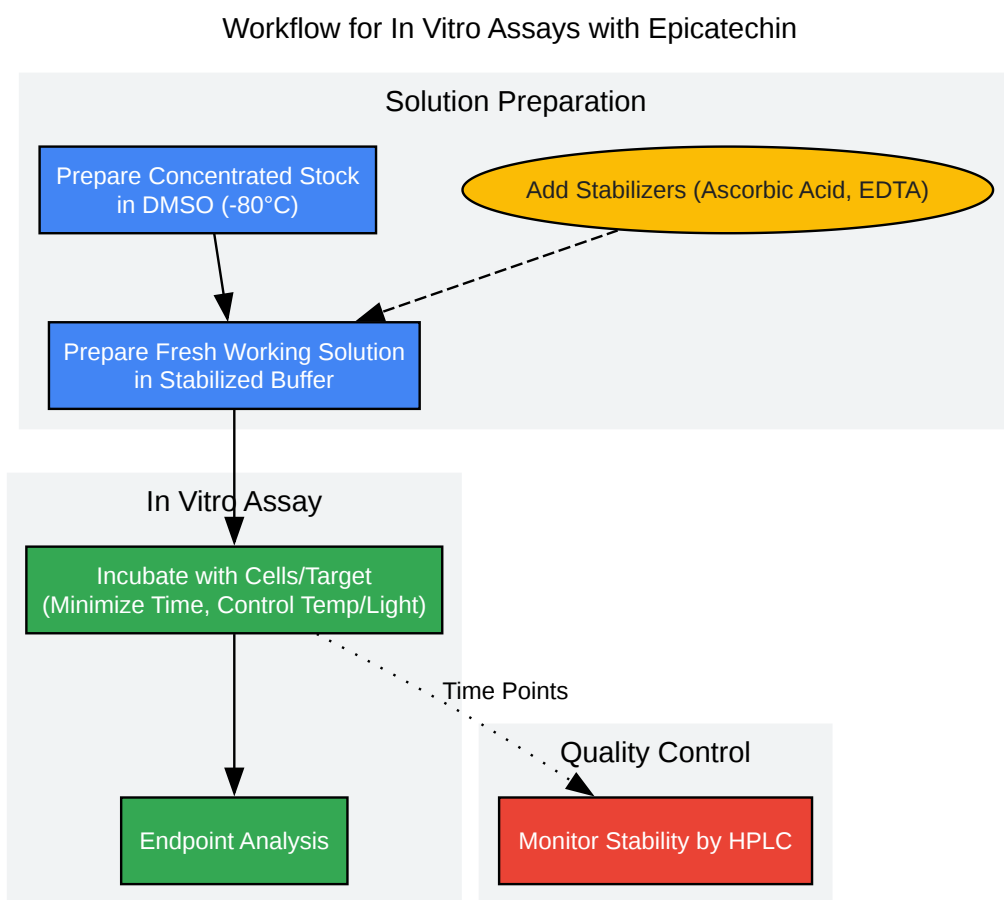 Workflow for In Vitro Assays with Epicatechin
Solution Preparation
Prepare Concentrated Stock
in DMSO (-80°C)
Add Stabilizers (Ascorbic Acid, EDTA)
Prepare Fresh Working Solution
in Stabilized Buffer
In Vitro Assay
Incubate with Cells/Target
(Minimize Time, Control Temp/Light)
Time Points
Quality Control
Endpoint Analysis
Monitor Stability by HPLC